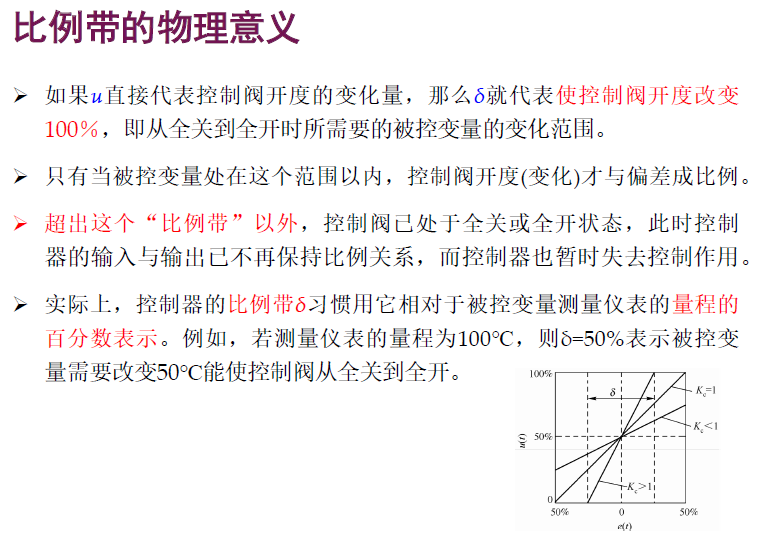 比例带的物理意义
➢ 如果u直接代表控制阀开度的变化量，那么δ就代表使控制阀开度改变
100％，即从全关到全开时所需要的被控变量的变化范围。
➢ 只有当被控变量处在这个范围以内，控制阀开度(变化)才与偏差成比例。
➢ 超出这个“比例带”以外，控制阀已处于全关或全开状态，此时控制
器的输入与输出已不再保持比例关系，而控制器也暂时失去控制作用。
➢ 实际上，控制器的比例带δ习惯用它相对于被控变量测量仪表的量程的
百分数表示。例如，若测量仪表的量程为100℃，则δ=50%表示被控变
量需要改变50℃能使控制阀从全关到全开。
100%
δ
Kc=1
Kc<1
50%
u(t)
Kc>1
0
50%
0
50%
e(t)